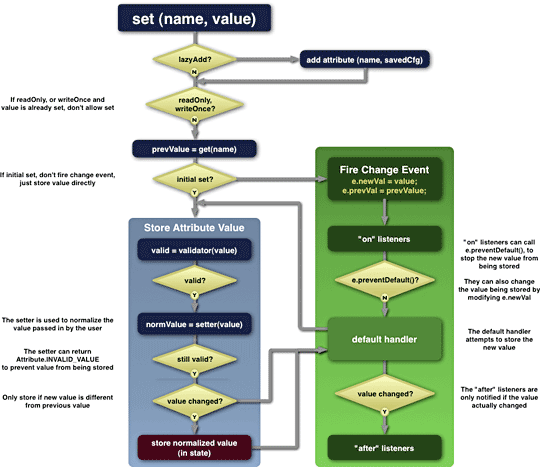 set (name, value)
lazyAdd?
add attribute (name, savedCfg)
N
If readOnly, or writeOnce and
value is already set, don't allow set
readOnly,
writeOnce?
N
prevValue = get(name)
If initial set, don't fire change event,
just store value directly
initial set?
Y
Fire Change Event
e.newVal = value;
e.prevVal = prevValue;
Store Attribute Value
valid = validator(value)
"on" listeners
"on" listeners can call
e.preventDefault(), to
stop the new value from
being stored
valid?
Y
e.preventDefault()?
N
They can also change
the value being stored by
modifying e.newVal
The setter is used to normalize the
value passed in by the user
normValue = setter(value)
default handler
The default handler
attempts to store the
new value
The setter can return
Attribute.INVALID_VALUE
to prevent value from being stored
still valid?
Y
Only store if new value is different
from previous value
value changed?
Y
value changed?
Y
The "after" listeners are
only notified if the value
actually changed
store normalized value
(in state)
"after" listeners